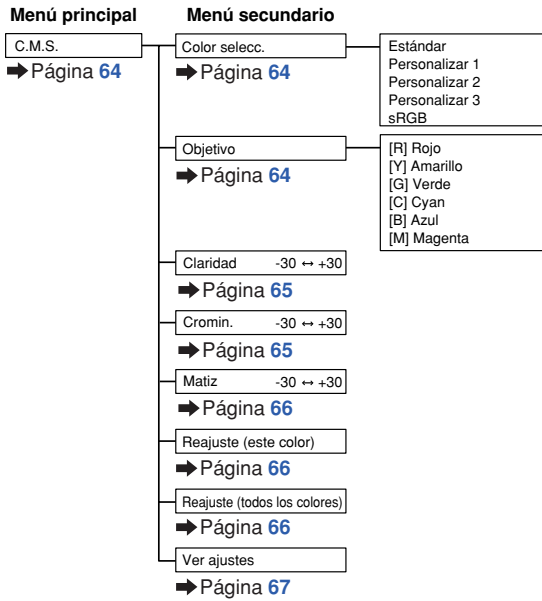 Menú principal
Menú secundario
C.M.S.
➡Página 64
Color selecc.
➡Página 64
Estándar
Personalizar 1
Personalizar 2
Personalizar 3
sRGB
Objetivo
➡Página 64
[R] Rojo
[Y] Amarillo
[G] Verde
[C] Cyan
[B] Azul
[M] Magenta
Claridad -30 ↔ +30
➡Página 65
Cromin. -30 ↔ +30
➡Página 65
Matiz -30 ↔ +30
➡Página 66
Reajuste (este color)
➡Página 66
Reajuste (todos los colores)
➡Página 66
Ver ajustes
➡Página 67